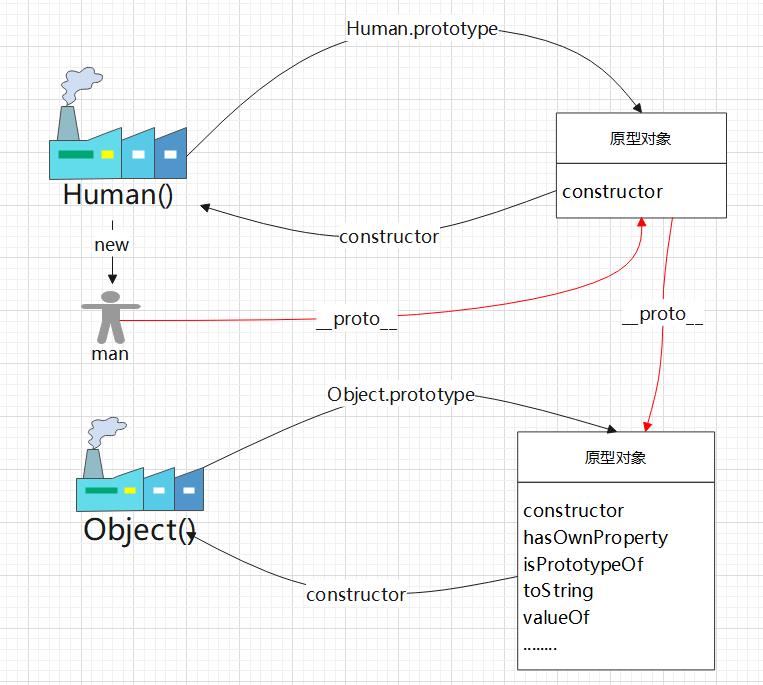 Human.prototype
原型对象
constructor
Human()
constructor
new
__proto__
__proto__
man
Object.prototype
原型对象
constructor
hasOwnProperty
isPrototypeOf
toString
valueOf
........
Object()
constructor